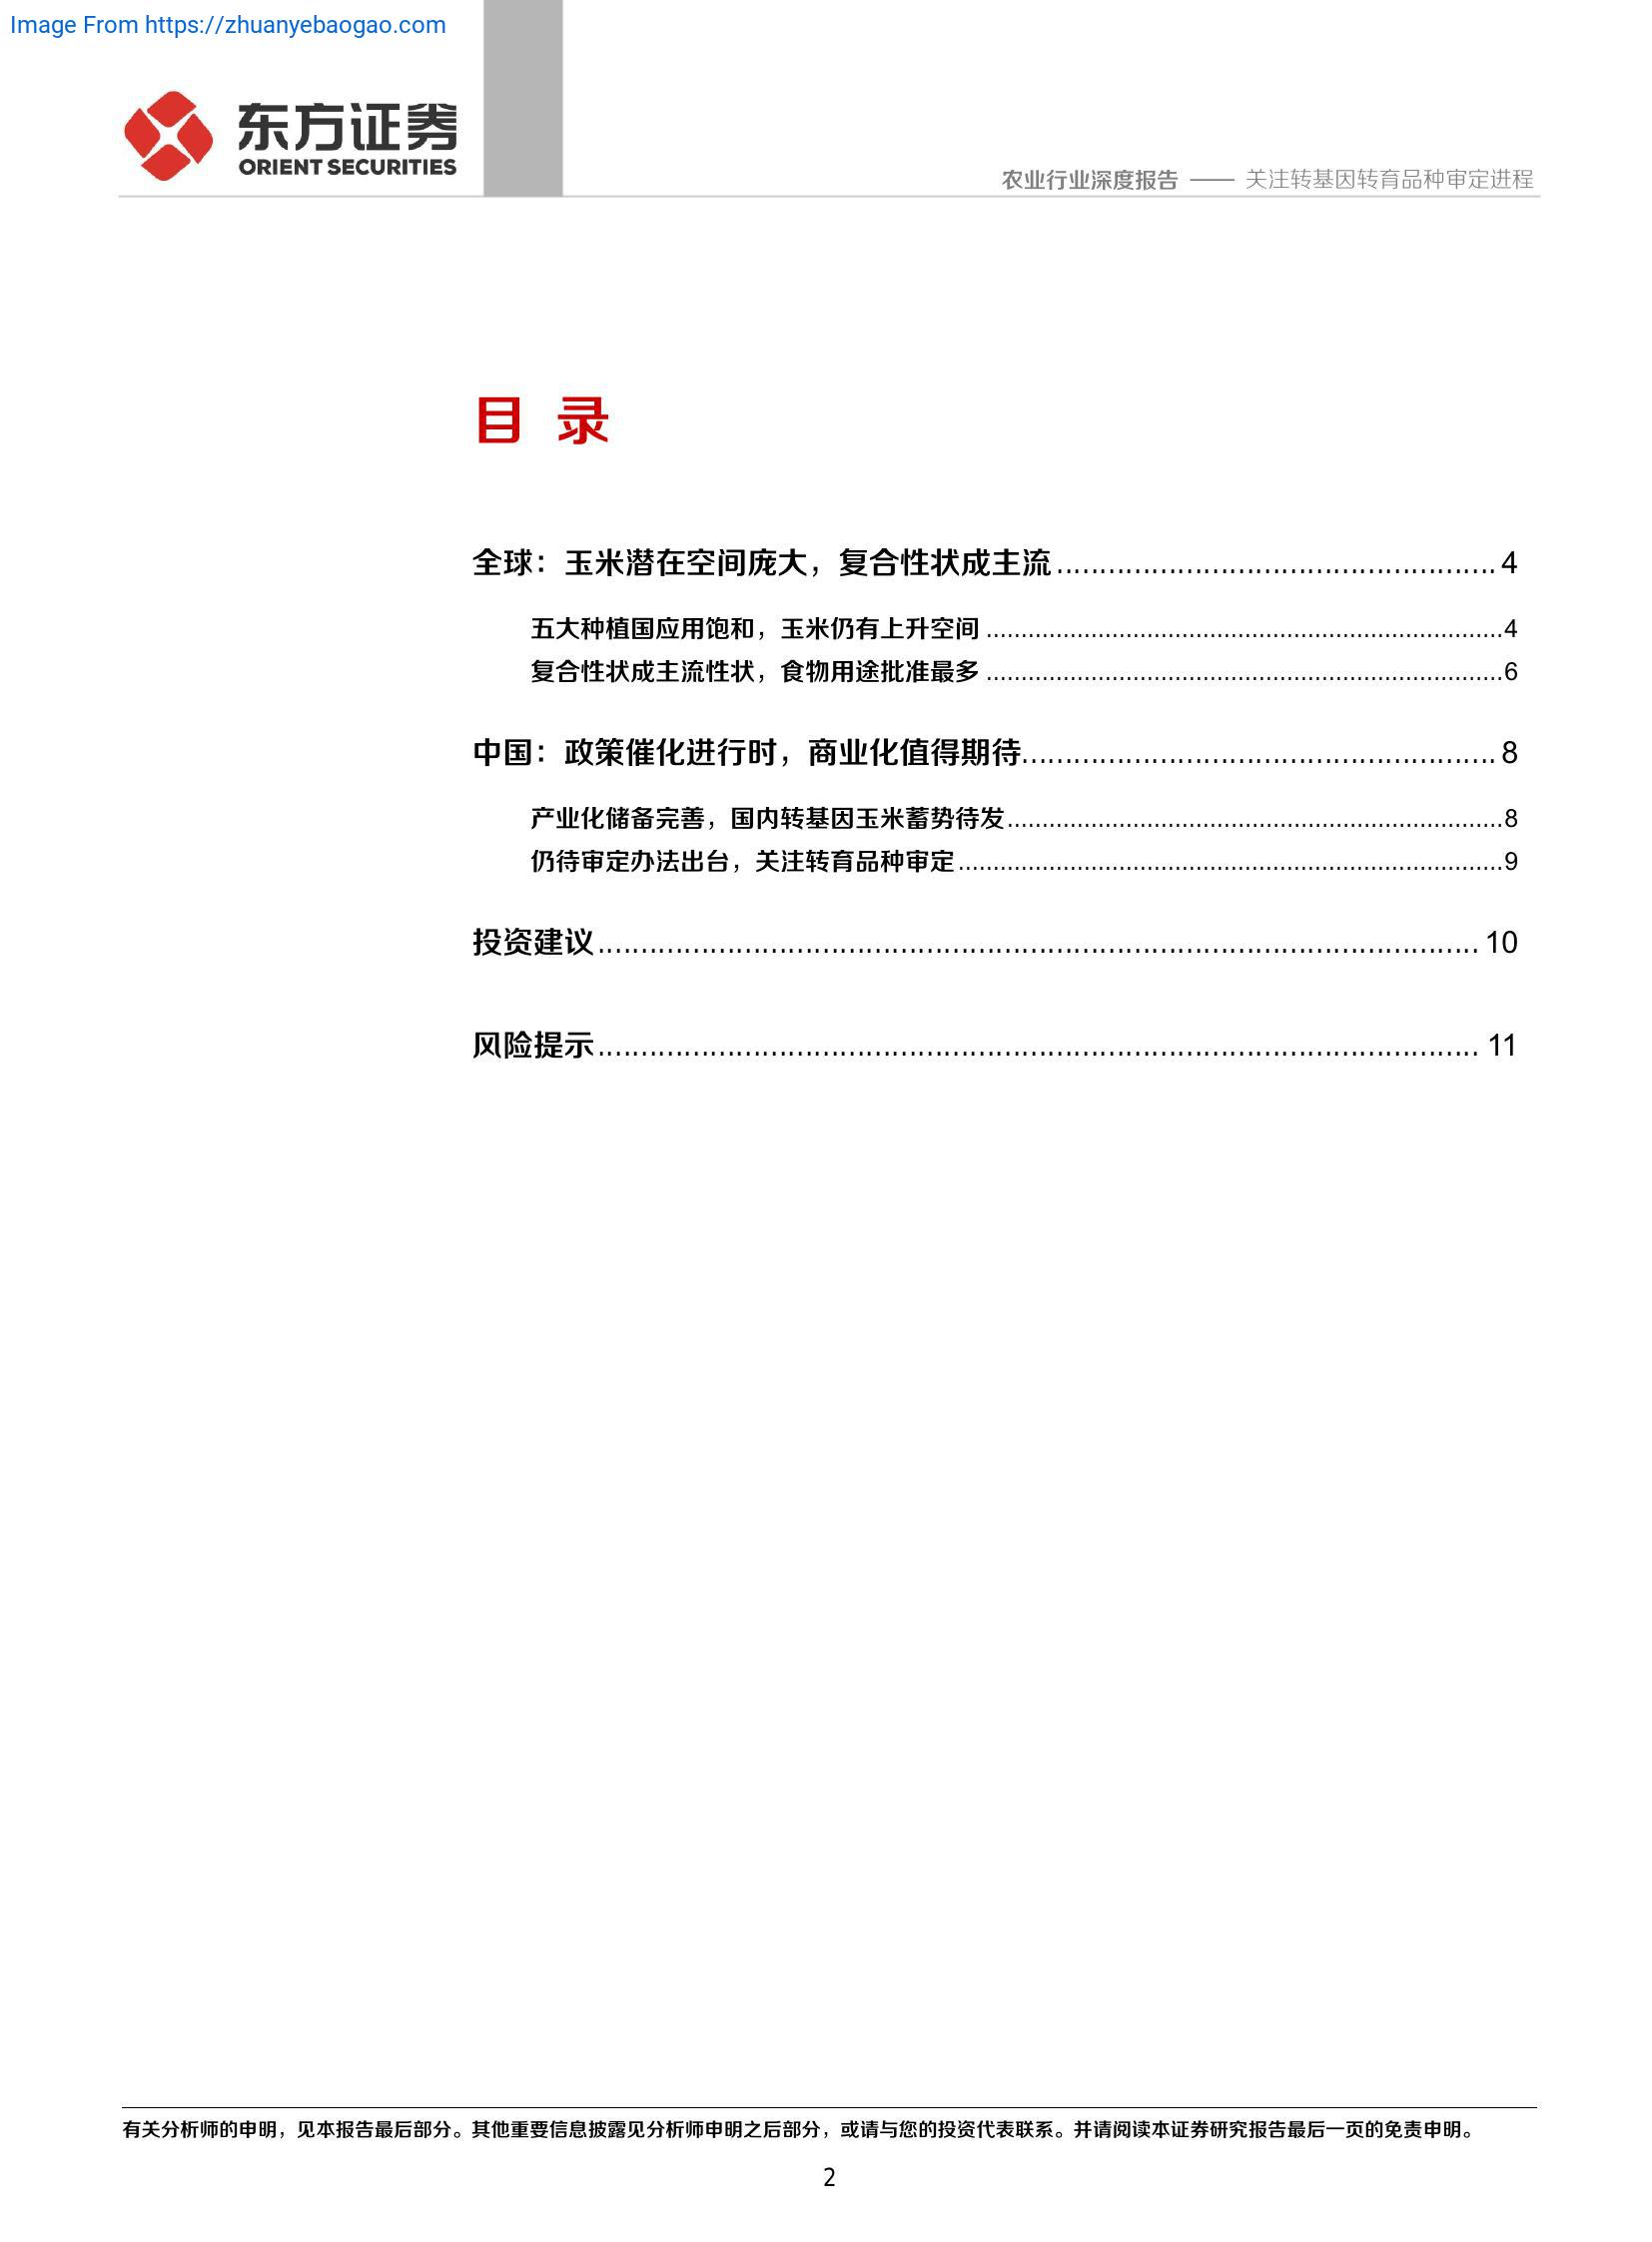 Image From https://zhuanyebaogao.com
东方证券
ORIENT SECURITIES
农业行业深度报告 —— 关注转基因转育品种审定进程
目 录
全球：玉米潜在空间庞大，复合性状成主流 4
五大种植国应用饱和，玉米仍有上升空间 4
复合性状成主流性状，食物用途批准最多 6
中国：政策催化进行时，商业化值得期待 8
产业化储备完善，国内转基因玉米蓄势待发 8
仍待审定办法出台，关注转育品种审定 9
投资建议 10
风险提示 11
有关分析师的申明，见本报告最后部分。其他重要信息披露见分析师申明之后部分，或请与您的投资代表联系。并请阅读本证券研究报告最后一页的免责申明。
2